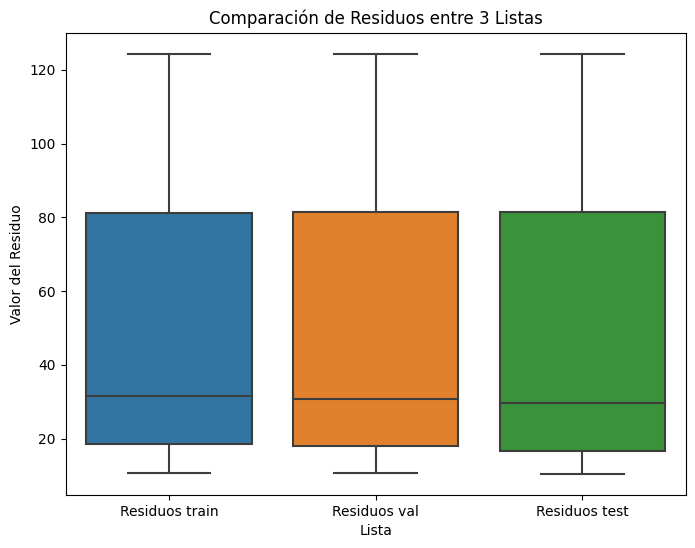 Comparación de Residuos entre 3 Listas
120
100
80
60
40
20
Valor del Residuo
Residuos train
Residuos val
Residuos test
Lista